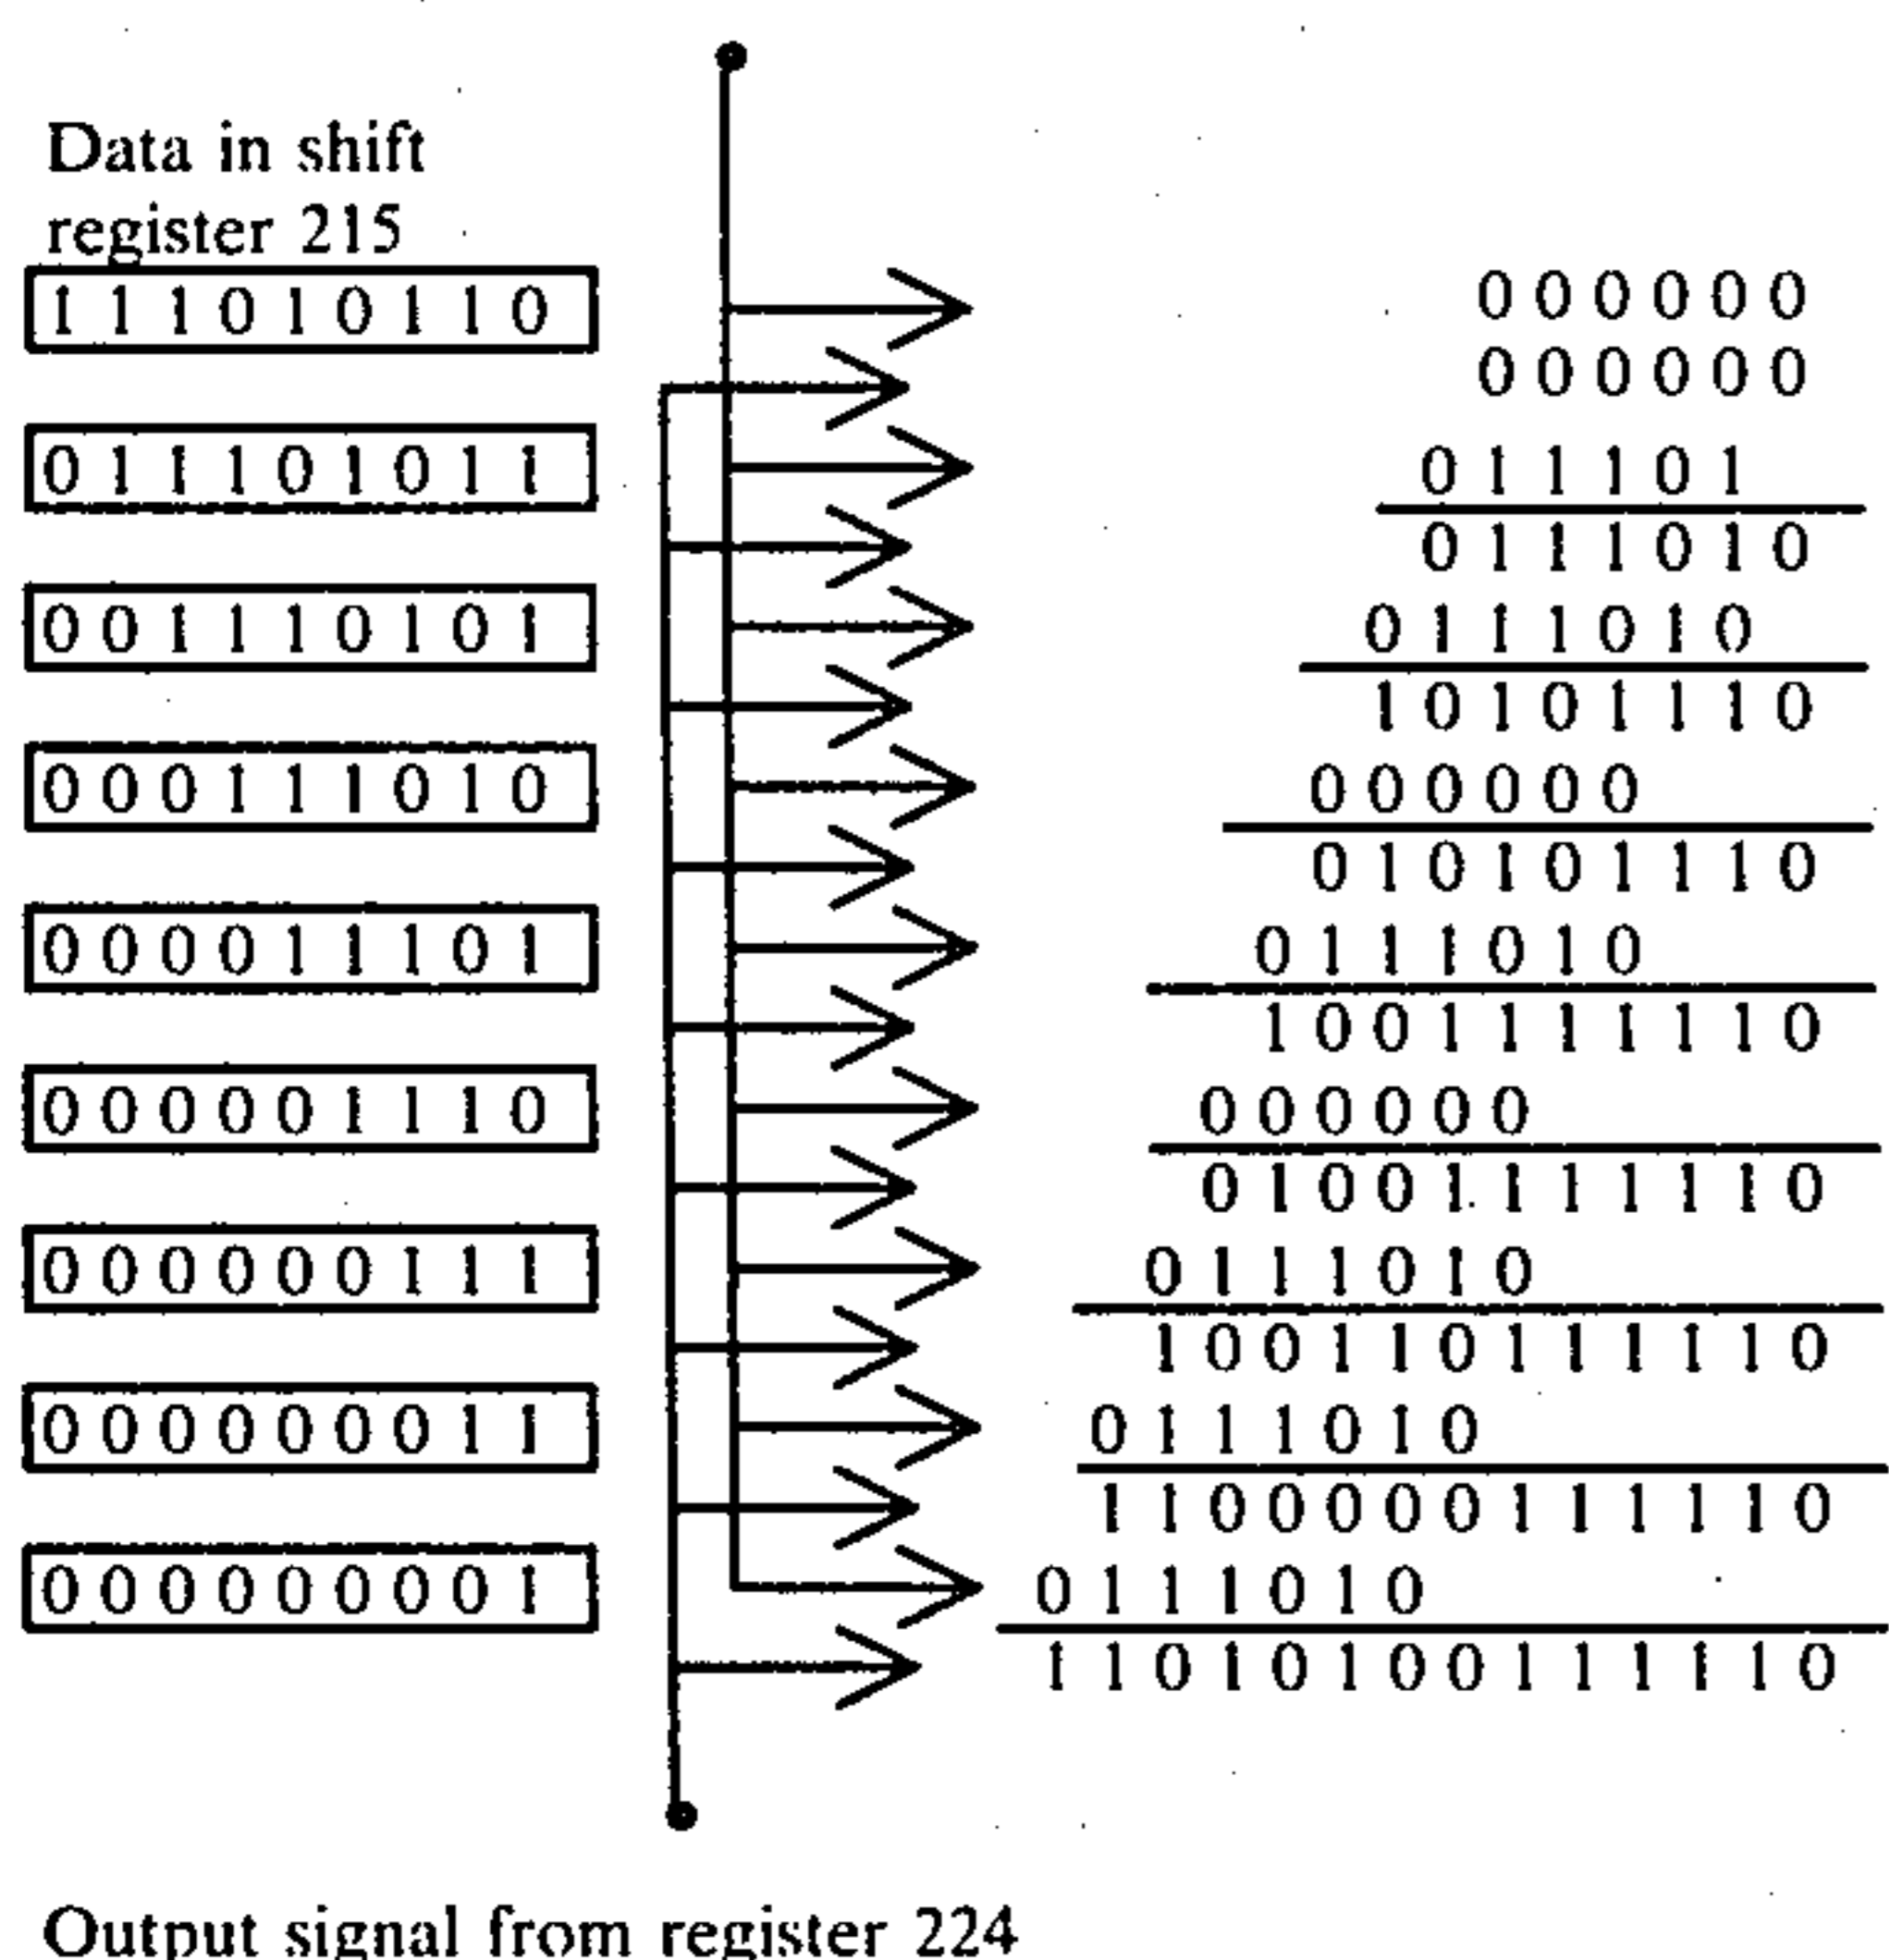 Data in shift
register 215
1 1 1 0 1 0 1 1 0
0 0 0 0 0 0
0 0 0 0 0 0
0 1 1 1 0 1 0 1 1
0 1 1 1 0 1
0 1 1 1 0 1 0
0 0 1 1 1 0 1 0 1
0 1 1 1 0 1 0
1 0 1 0 1 1 1 0
0 0 0 1 1 1 0 1 0
0 0 0 0 0 0
0 1 0 1 0 1 1 1 0
0 0 0 0 1 1 1 0 1
0 1 1 1 0 1 0
1 0 0 1 1 1 1 1 1 0
0 0 0 0 0 1 1 1 0
0 0 0 0 0 0
0 1 0 0 1 1 1 1 1 1 0
0 0 0 0 0 0 1 1 1
0 1 1 1 0 1 0
1 0 0 1 1 0 1 1 1 1 1 0
0 0 0 0 0 0 0 1 1
0 1 1 1 0 1 0
1 1 0 0 0 0 0 1 1 1 1 1 0
0 0 0 0 0 0 0 0 1
0 1 1 1 0 1 0
1 1 0 1 0 1 0 0 1 1 1 1 1 0
Output signal from register 224